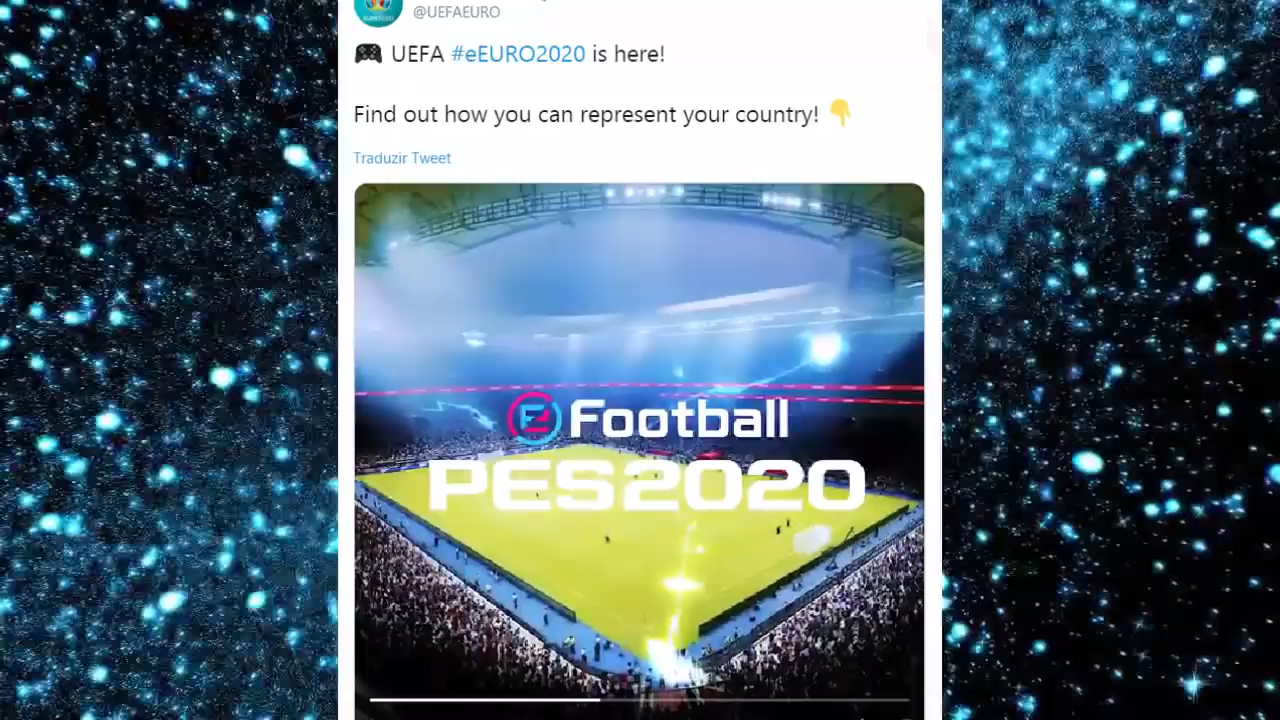 @UEFAEURO
🎮 UEFA #eEURO2020 is here!
Find out how you can represent your country! 👇
Traduzir Tweet
eFootball
PES2020